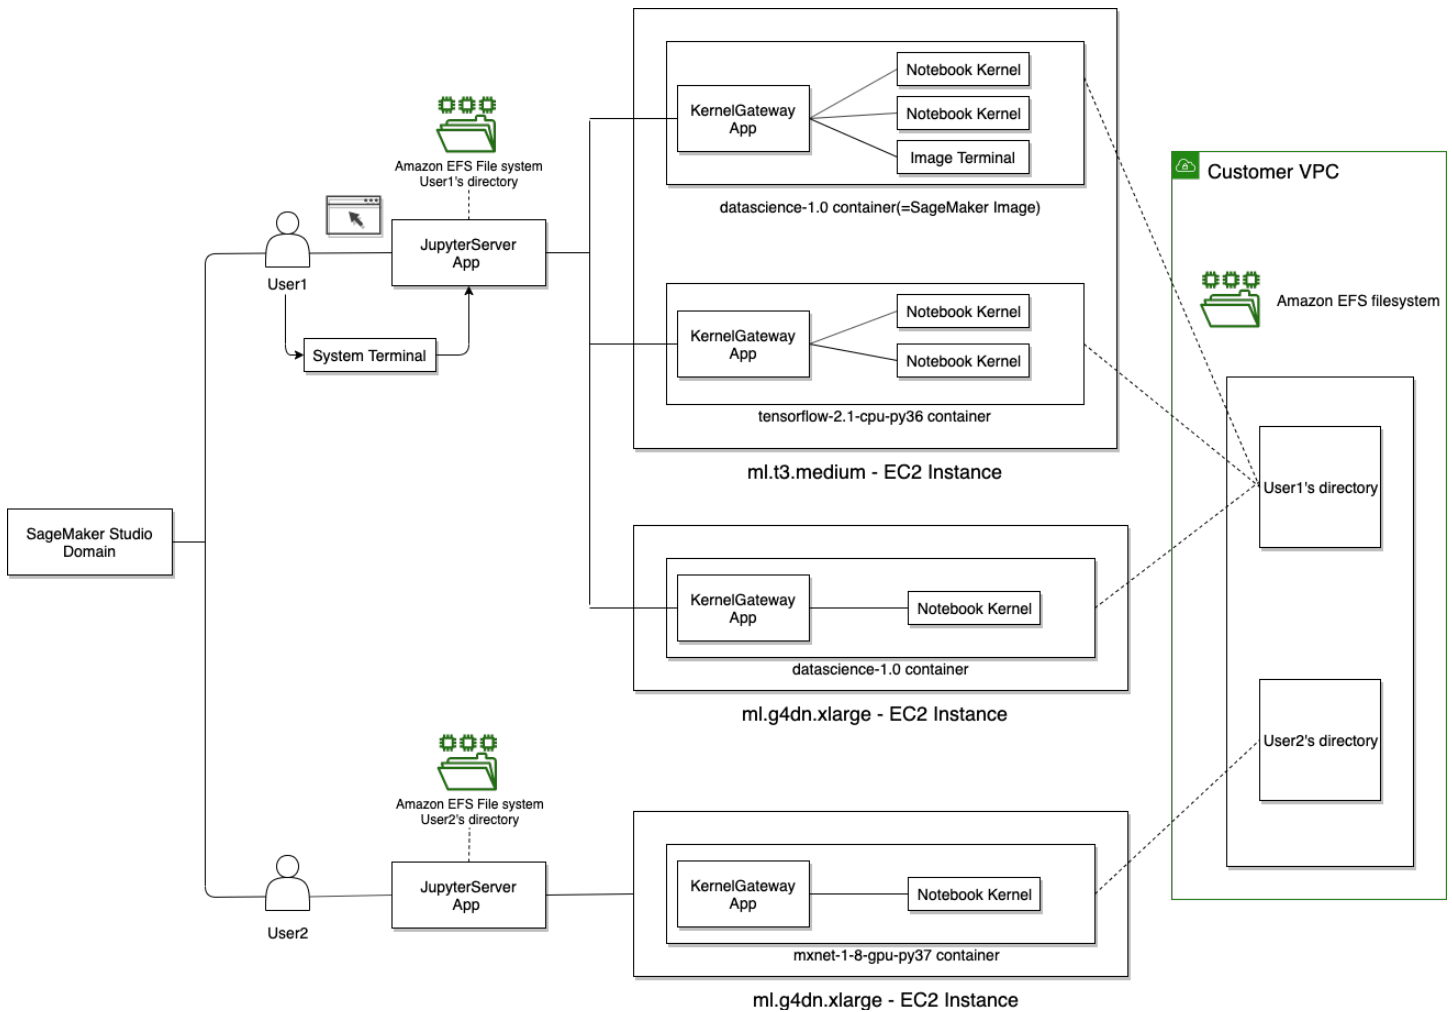 Notebook Kernel
KernelGateway
App
Notebook Kernel
Image Terminal
datascience-1.0 container(=SageMaker Image)
Amazon EFS File system
User1's directory
JupyterServer
App
User1
System Terminal
Notebook Kernel
KernelGateway
App
Notebook Kernel
tensorflow-2.1-cpu-py36 container
ml.t3.medium - EC2 Instance
Customer VPC
Amazon EFS filesystem
User1's directory
User2's directory
SageMaker Studio
Domain
KernelGateway
App
Notebook Kernel
datascience-1.0 container
ml.g4dn.xlarge - EC2 Instance
Amazon EFS File system
User2's directory
JupyterServer
App
User2
KernelGateway
App
Notebook Kernel
mxnet-1-8-gpu-py37 container
ml.g4dn.xlarge - EC2 Instance